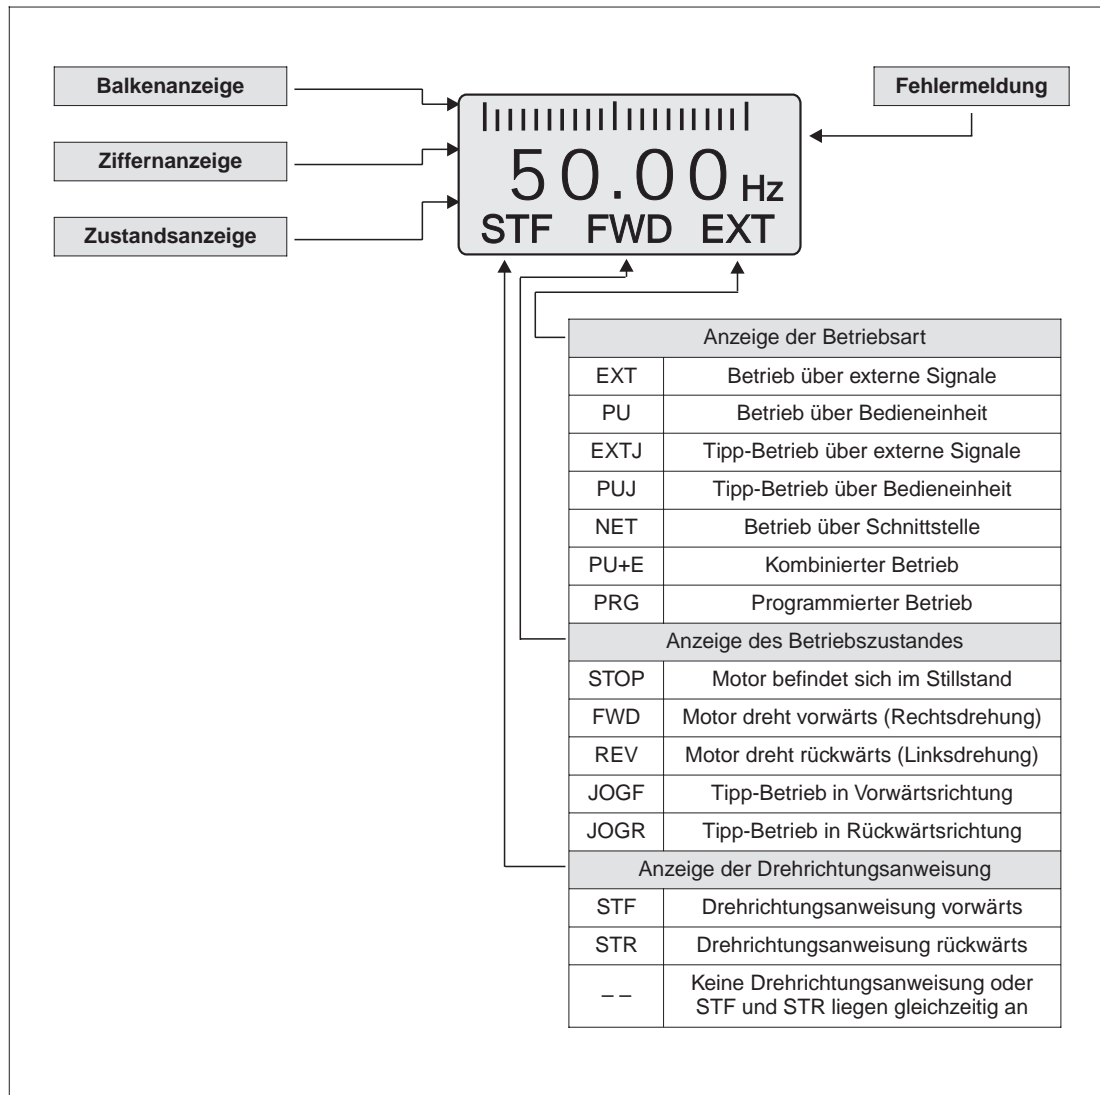 Balkenanzeige
Fehlermeldung
Ziffernanzeige
Zustandsanzeige
50.00 Hz
STF FWD EXT
Anzeige der Betriebsart
EXT Betrieb über externe Signale
PU Betrieb über Bedieneinheit
EXTJ Tipp-Betrieb über externe Signale
PUJ Tipp-Betrieb über Bedieneinheit
NET Betrieb über Schnittstelle
PU+E Kombinierter Betrieb
PRG Programmierter Betrieb
Anzeige des Betriebszustandes
STOP Motor befindet sich im Stillstand
FWD Motor dreht vorwärts (Rechtsdrehung)
REV Motor dreht rückwärts (Linksdrehung)
JOGF Tipp-Betrieb in Vorwärtsrichtung
JOGR Tipp-Betrieb in Rückwärtsrichtung
Anzeige der Drehrichtungsanweisung
STF Drehrichtungsanweisung vorwärts
STR Drehrichtungsanweisung rückwärts
– – Keine Drehrichtungsanweisung oder
STF und STR liegen gleichzeitig an